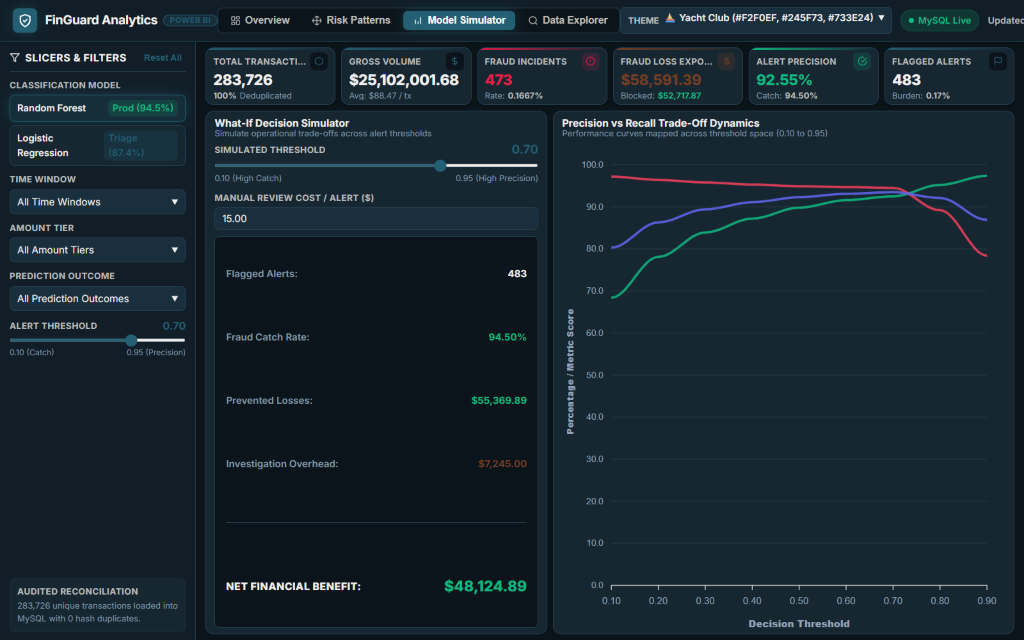 FinGuard Analytics
POWER BI
Overview
Risk Patterns
Model Simulator
Data Explorer
THEME
Yacht Club (#F2F0EF, #245F73, #733E24) ▼
MySQL Live
Updated
SLICERS & FILTERS
Reset All
CLASSIFICATION MODEL
Random Forest
Prod (94.5%)
Logistic
Regression
Triage
(87.4%)
TIME WINDOW
All Time Windows ▼
AMOUNT TIER
All Amount Tiers ▼
PREDICTION OUTCOME
All Prediction Outcomes ▼
ALERT THRESHOLD
0.70
0.10 (Catch)
0.95 (Precision)
AUDITED RECONCILIATION
283,726 unique transactions loaded into
MySQL with 0 hash duplicates.
TOTAL TRANSACTI...
283,726
100% Deduplicated
GROSS VOLUME
$
$25,102,001.68
Avg: $88.47 / tx
FRAUD INCIDENTS
473
Rate: 0.1667%
FRAUD LOSS EXPO...
$
$58,591.39
Blocked: $52,717.87
ALERT PRECISION
92.55%
Catch: 94.50%
FLAGGED ALERTS
483
Burden: 0.17%
What-If Decision Simulator
Simulate operational trade-offs across alert thresholds
SIMULATED THRESHOLD
0.70
0.10 (High Catch)
0.95 (High Precision)
MANUAL REVIEW COST / ALERT ($)
15.00
Flagged Alerts:
483
Fraud Catch Rate:
94.50%
Prevented Losses:
$55,369.89
Investigation Overhead:
$7,245.00
NET FINANCIAL BENEFIT:
$48,124.89
Precision vs Recall Trade-Off Dynamics
Performance curves mapped across threshold space (0.10 to 0.95)
Percentage / Metric Score
100.0
90.0
80.0
70.0
60.0
50.0
40.0
30.0
20.0
10.0
0.0
0.10
0.20
0.30
0.40
0.50
0.60
0.70
0.80
0.90
Decision Threshold